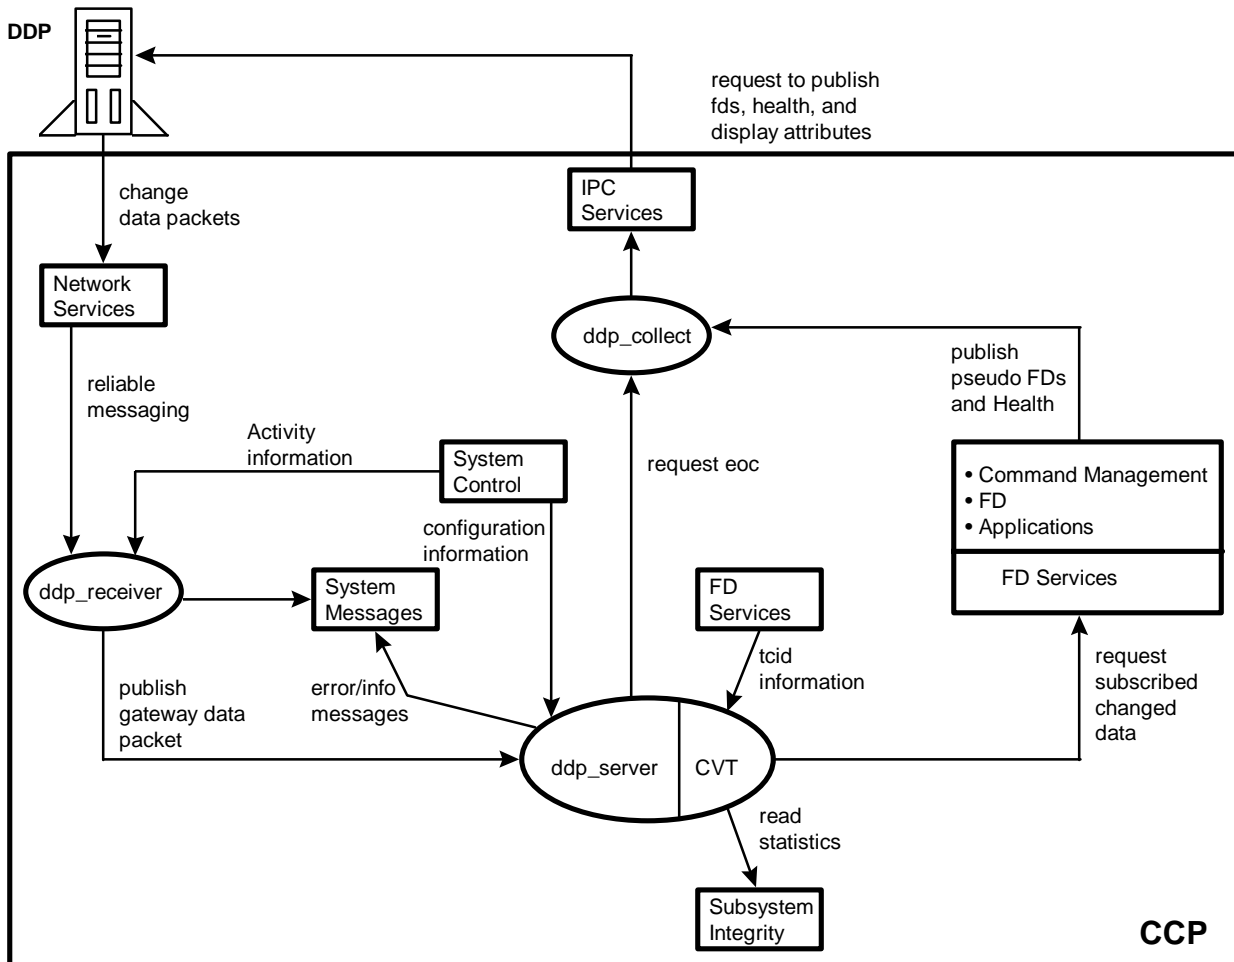 DDP
request to publish
fds, health, and
display attributes
change
data packets
IPC
Services
Network
Services
ddp_collect
publish
pseudo FDs
and Health
reliable
messaging
Activity
information
System
Control
request eoc
• Command Management
• FD
• Applications
configuration
information
FD Services
ddp_receiver
System
Messages
FD
Services
tcid
information
request
subscribed
changed
data
publish
gateway data
packet
error/info
messages
ddp_server
CVT
read
statistics
Subsystem
Integrity
CCP